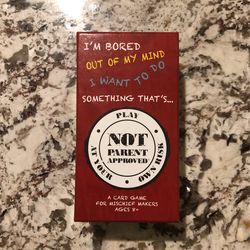 I'M BORED
OUT OF MY MIND
I WANT TO DO
SOMETHING THAT'S...
PLAY
NOT
PARENT
APPROVED
AT YOUR OWN RISK
A CARD GAME
FOR MISCHIEF MAKERS
AGES 8+